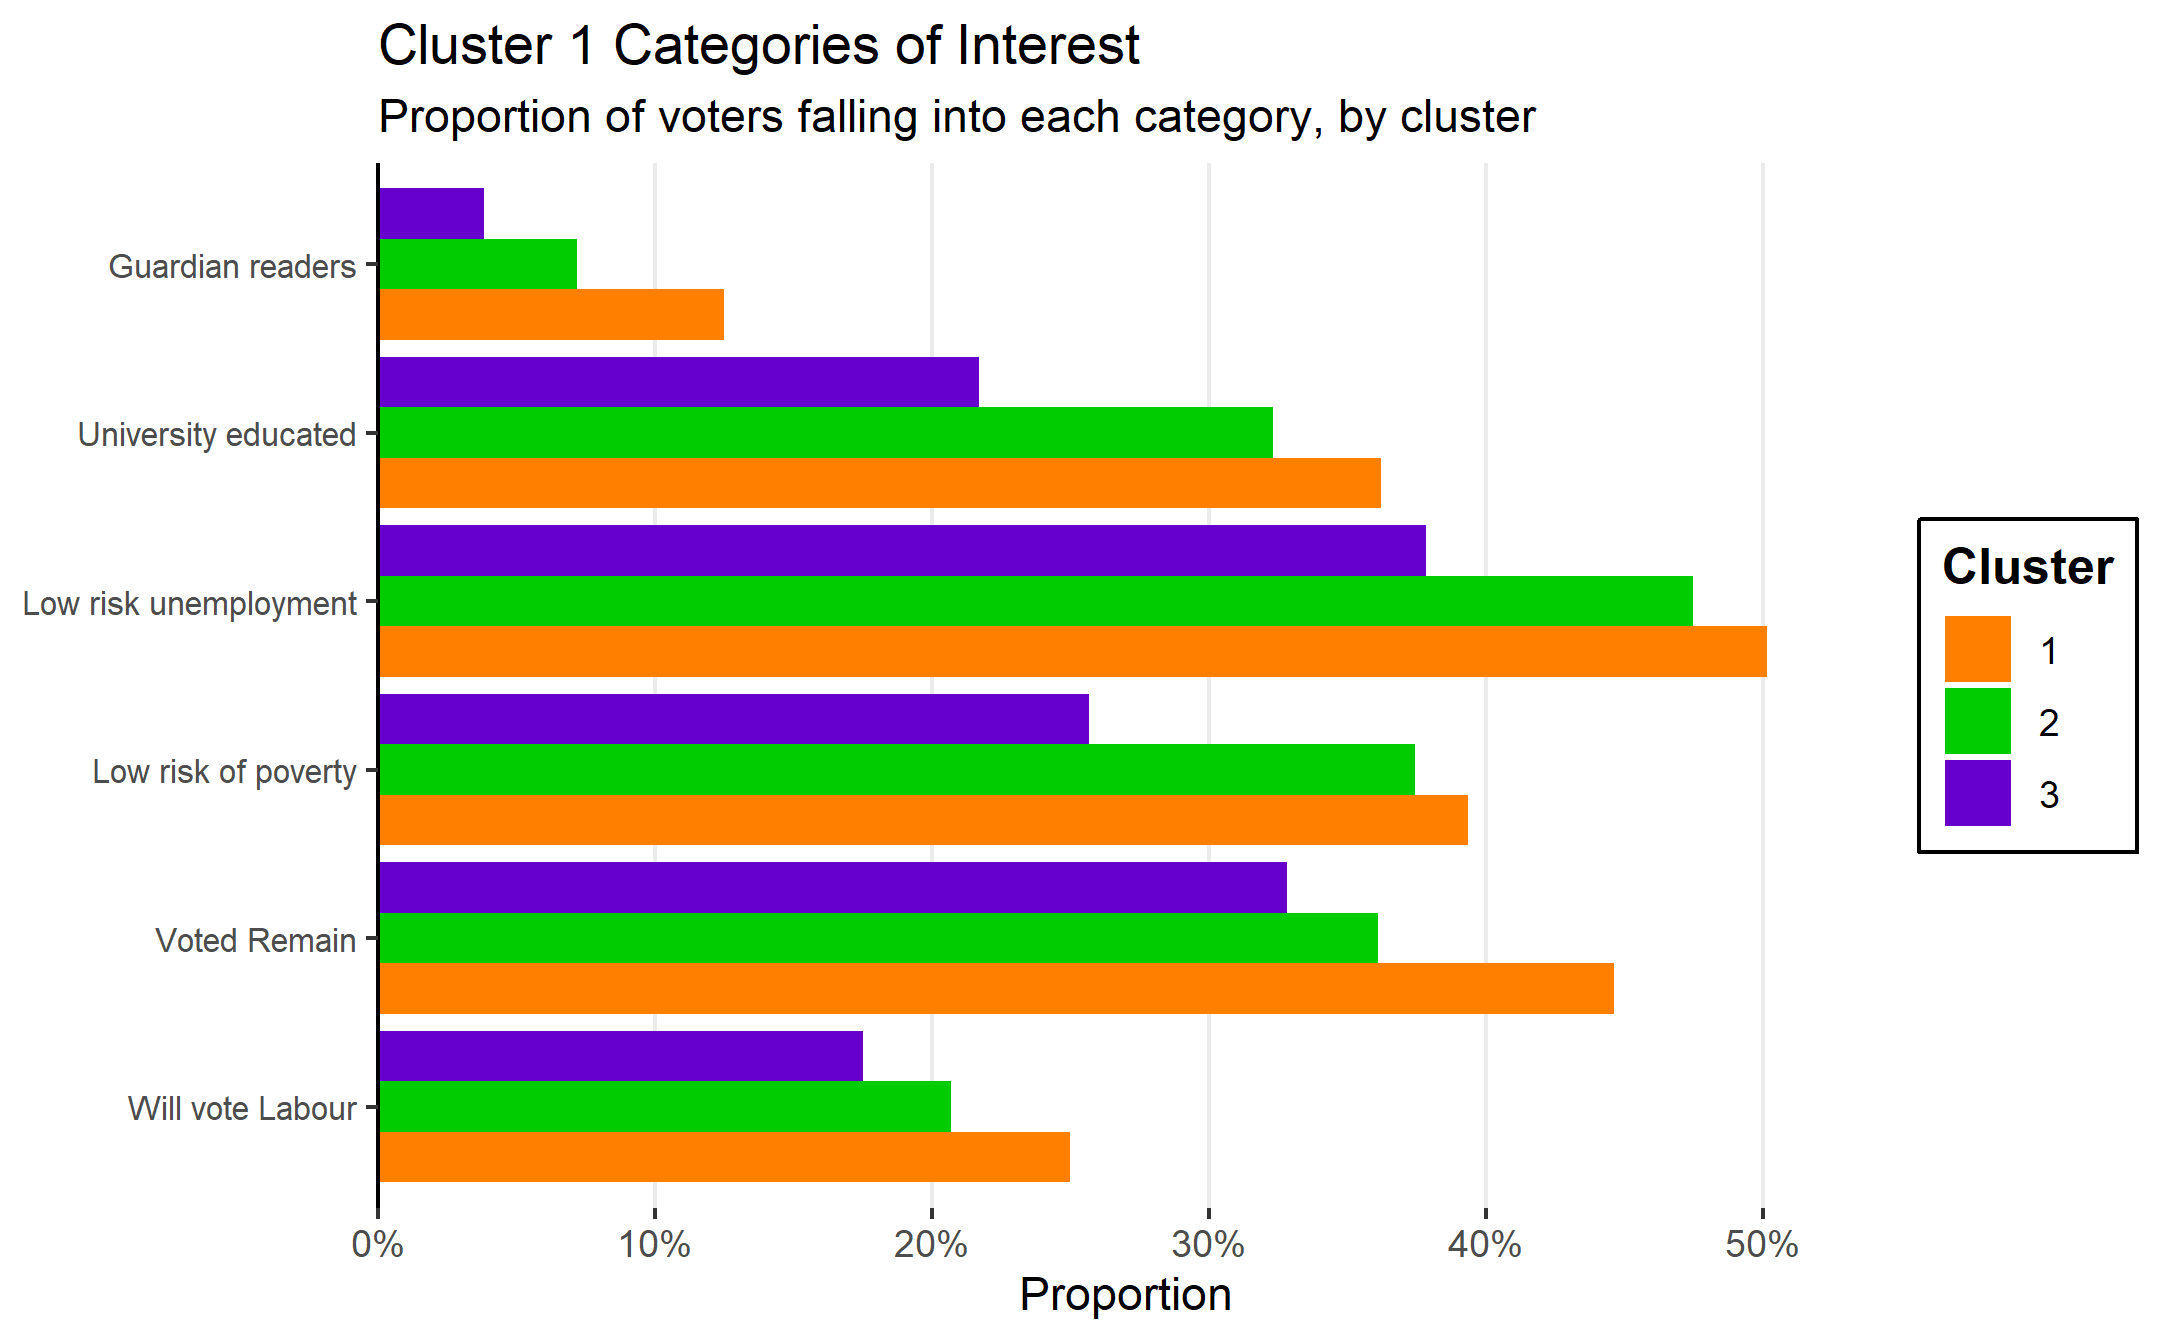 Cluster 1 Categories of Interest
Proportion of voters falling into each category, by cluster
Guardian readers
University educated
Low risk unemployment
Low risk of poverty
Voted Remain
Will vote Labour
0% 10% 20% 30% 40% 50%
Proportion
Cluster
1
2
3